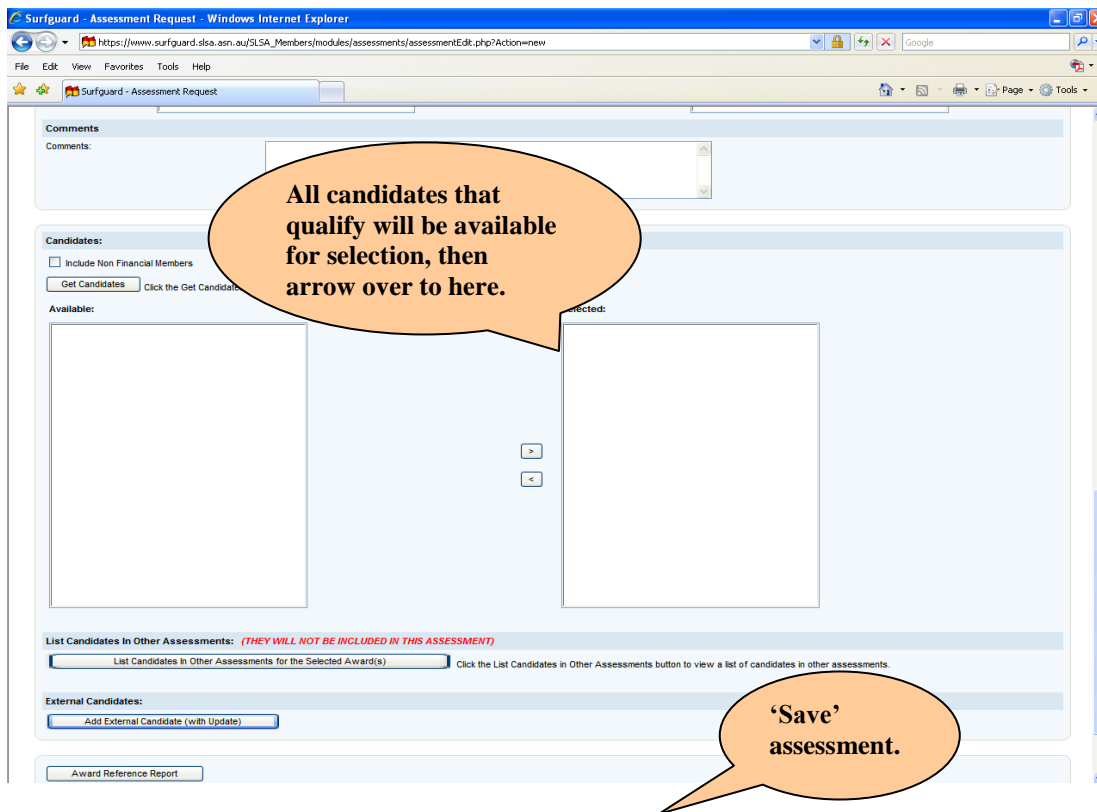 Surfguard - Assessment Request - Windows Internet Explorer
https://www.surfguard.slsa.asn.au/SLSA_Members/modules/assessments/assessmentEdit.php?Action=new
Google
File Edit View Favorites Tools Help
Surfguard - Assessment Request
Page Tools
Comments
Comments:
All candidates that
qualify will be available
for selection, then
arrow over to here.
Candidates:
Include Non Financial Members
Get Candidates Click the Get Candidate
Available:
elected:
>
<
List Candidates In Other Assessments: (THEY WILL NOT BE INCLUDED IN THIS ASSESSMENT)
List Candidates In Other Assessments for the Selected Award(s) Click the List Candidates in Other Assessments button to view a list of candidates in other assessments.
External Candidates:
Add External Candidate (with Update)
‘Save’
assessment.
Award Reference Report